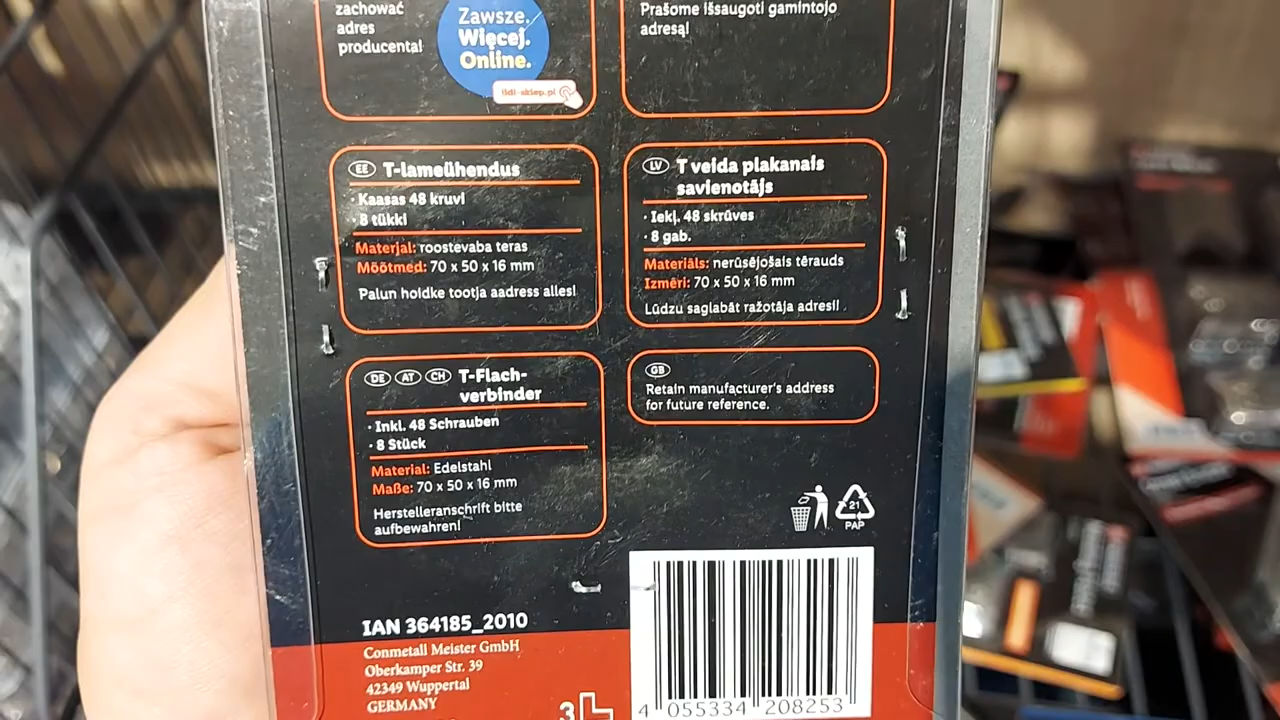 zachować
adres
producenta!
Zawsze.
Więcej.
Online.
lidl-sklep.pl
Prašome išsaugoti gamintojo
adresą!
EE T-lameühendus
· Kaasas 48 kruvi
· 8 tükki
Materjal: roostevaba teras
Mõõtmed: 70 x 50 x 16 mm
Palun hoidke tootja aadress alles!
LV T veida plakanais
savienotājs
· Iekļ. 48 skrūves
· 8 gab.
Materiāls: nerūsējošais tērauds
Izmēri: 70 x 50 x 16 mm
Lūdzu saglabāt ražotāja adresi!
DE AT CH T-Flach-
verbinder
· Inkl. 48 Schrauben
· 8 Stück
Material: Edelstahl
Maße: 70 x 50 x 16 mm
Herstelleranschrift bitte
aufbewahren!
GB
Retain manufacturer's address
for future reference.
21
PAP
IAN 364185_2010
Conmetall Meister GmbH
Oberkamper Str. 39
42349 Wuppertal
GERMANY
3
4 055334 208253